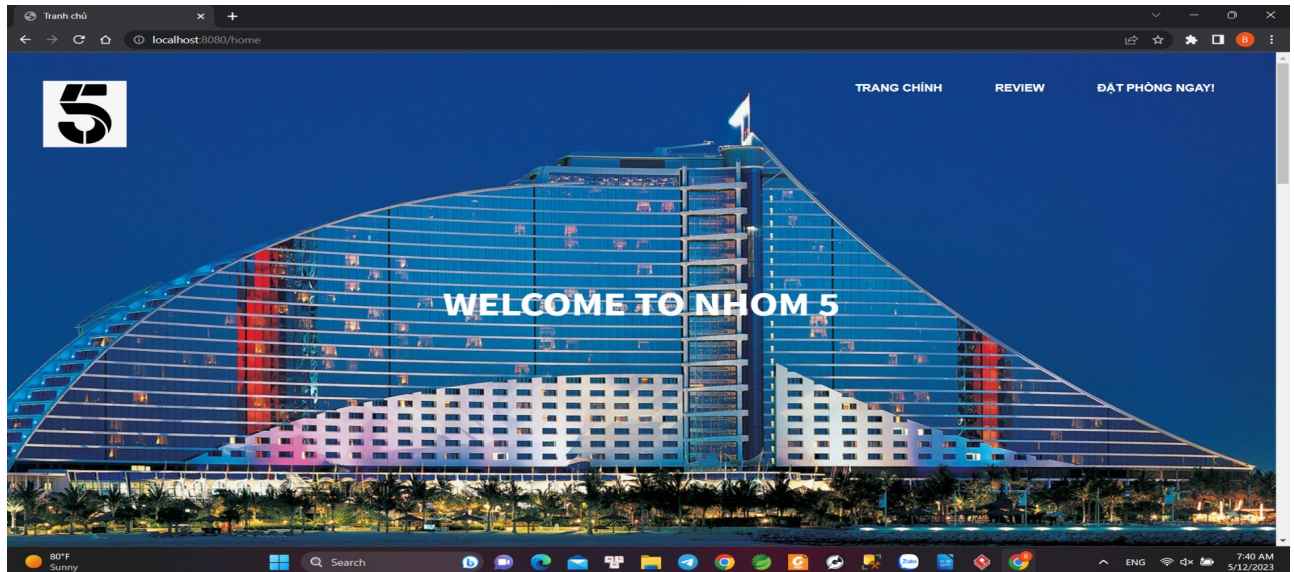 Tranh chủ
localhost:8080/home
B
5
TRANG CHÍNH REVIEW ĐẶT PHÒNG NGAY!
WELCOME TO NHOM 5
80°F
Sunny
Search
Zalo
ENG
7:40 AM
5/12/2023